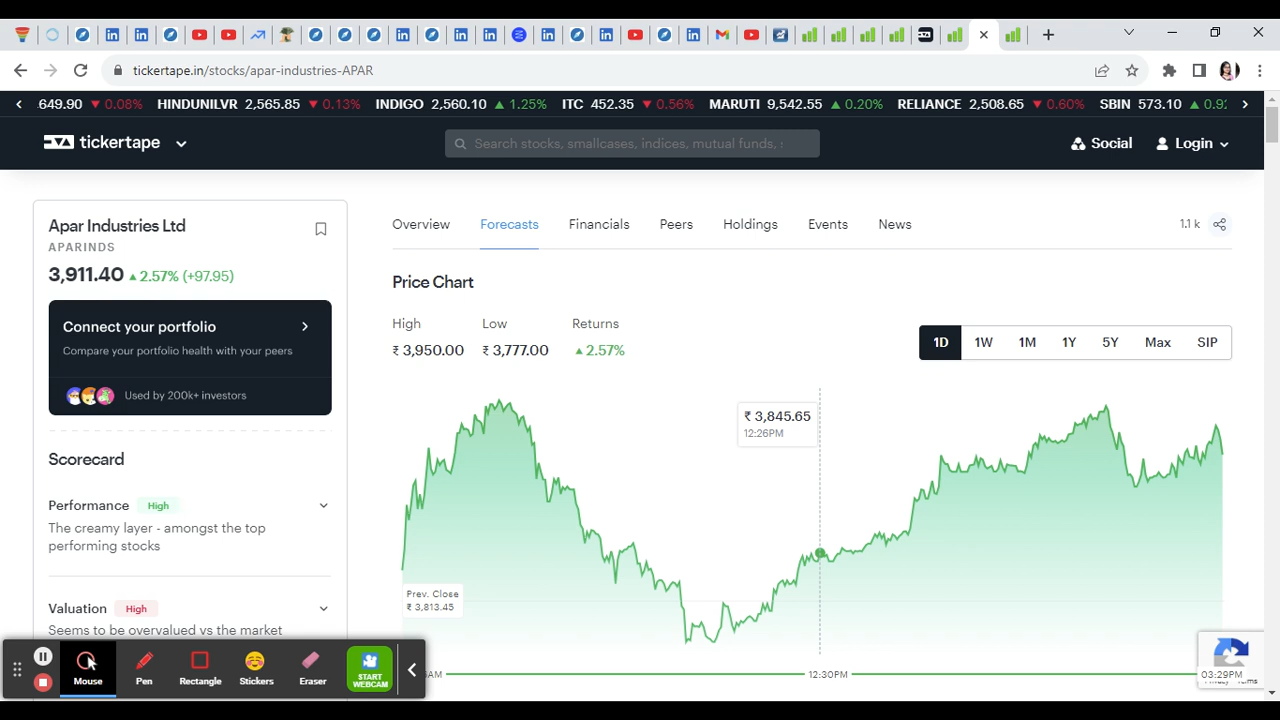 tickertape.in/stocks/apar-industries-APAR
649.90 ▼ 0.08% HINDUNILVR 2,565.85 ▼ 0.13% INDIGO 2,560.10 ▲ 1.25% ITC 452.35 ▼ 0.56% MARUTI 9,542.55 ▲ 0.20% RELIANCE 2,508.65 ▼ 0.60% SBIN 573.10 ▲ 0.92
tickertape
Search stocks, smallcases, indices, mutual funds, s
Social
Login
Apar Industries Ltd
APARINDS
3,911.40 ▲ 2.57% (+97.95)
Connect your portfolio
Compare your portfolio health with your peers
Used by 200k+ investors
Scorecard
Performance High
The creamy layer - amongst the top
performing stocks
Valuation High
Seems to be overvalued vs the market
Overview Forecasts Financials Peers Holdings Events News
1.1 k
Price Chart
High Low Returns
₹ 3,950.00 ₹ 3,777.00 ▲ 2.57%
1D 1W 1M 1Y 5Y Max SIP
₹ 3,845.65
12:26PM
Prev. Close
₹ 3,813.45
AM 12:30PM 03:29PM
Mouse Pen Rectangle Stickers Eraser
START
WEBCAM